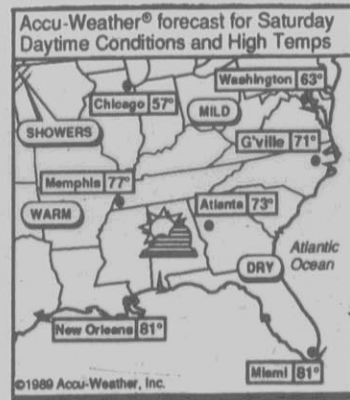 Accu-Weather® forecast for Saturday
Daytime Conditions and High Temps
Washington 63°
Chicago 57°
MILD
SHOWERS
G'ville 71°
Memphis 77°
WARM
Atlanta 73°
Atlantic
Ocean
DRY
New Orleans 81°
Miami 81°
©1989 Accu-Weather, Inc.